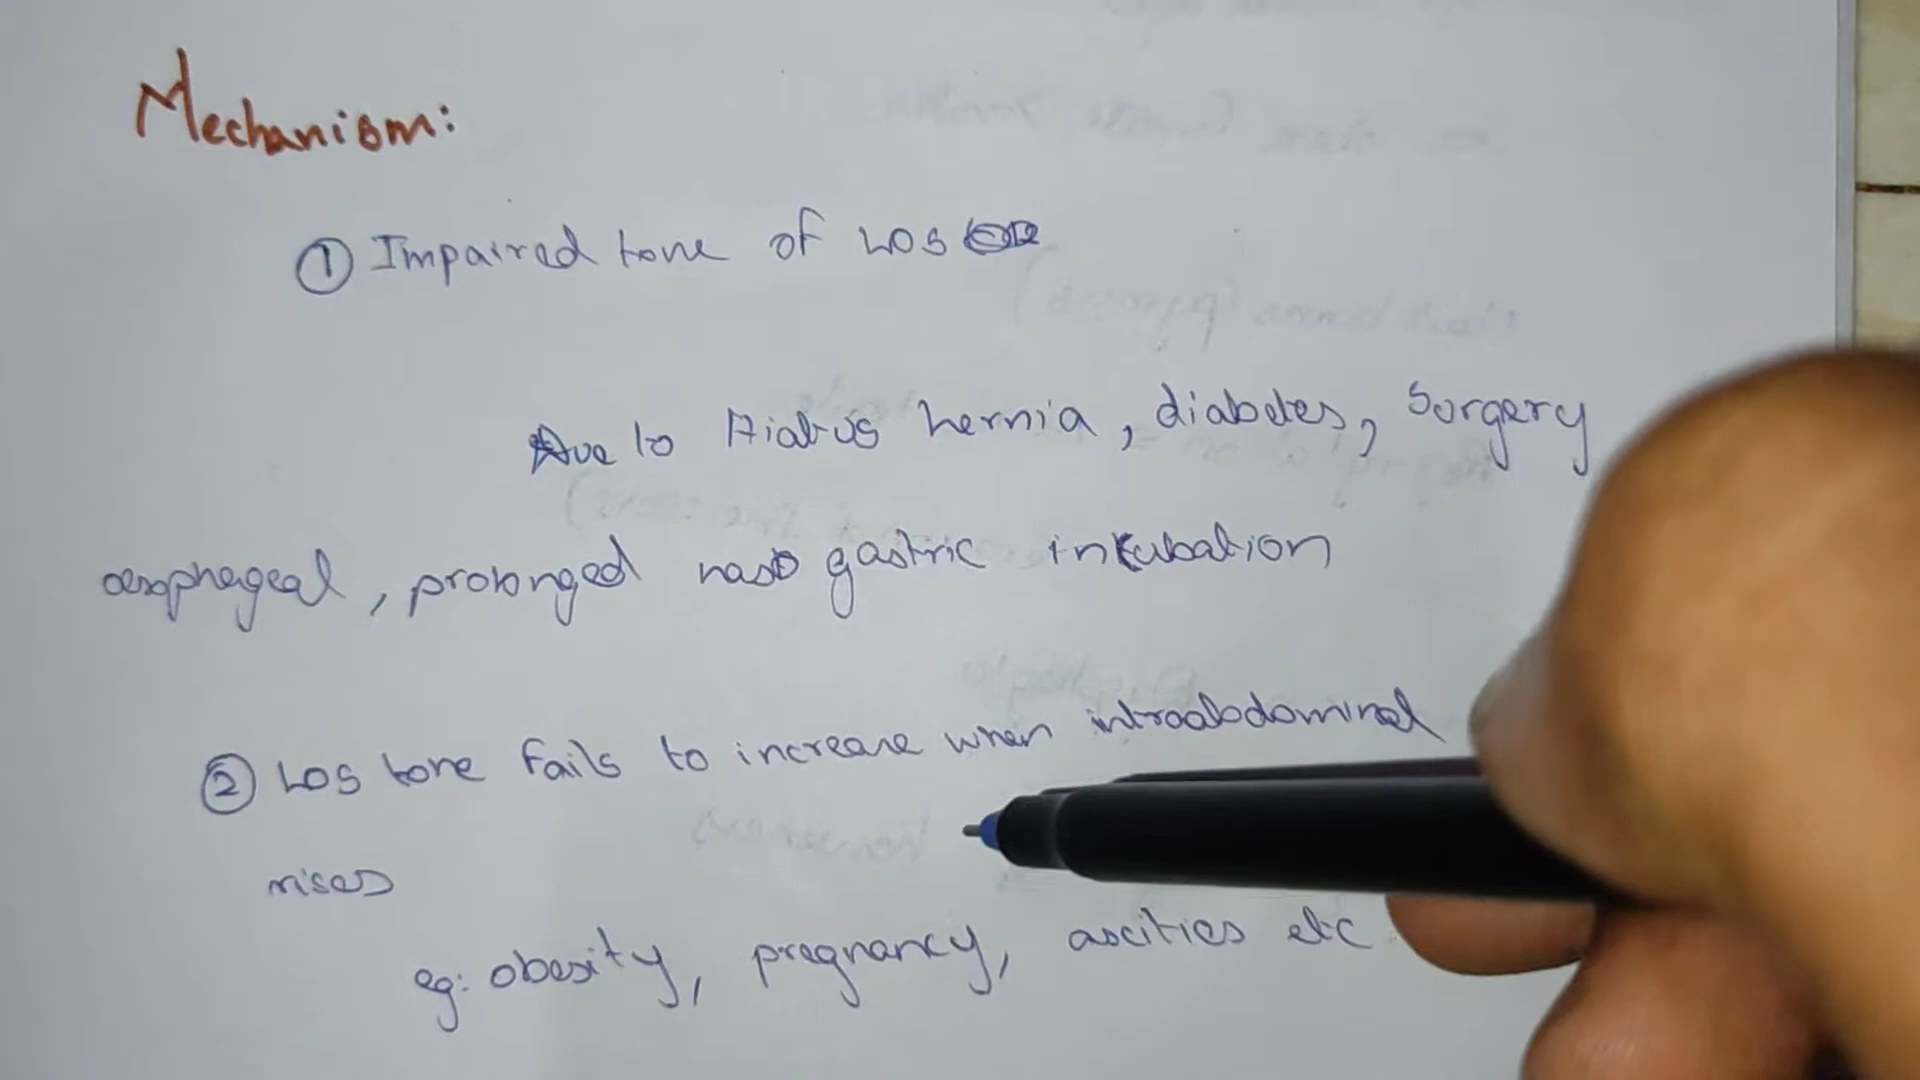 Mechanism:
① Impaired tone of LOS
Due to Hiatus hernia, diabetes, Surgery
oesophageal, prolonged naso gastric intubation
② LOS tone fails to increase when intraabdominal
rises
eg: obesity, pregnancy, ascities etc